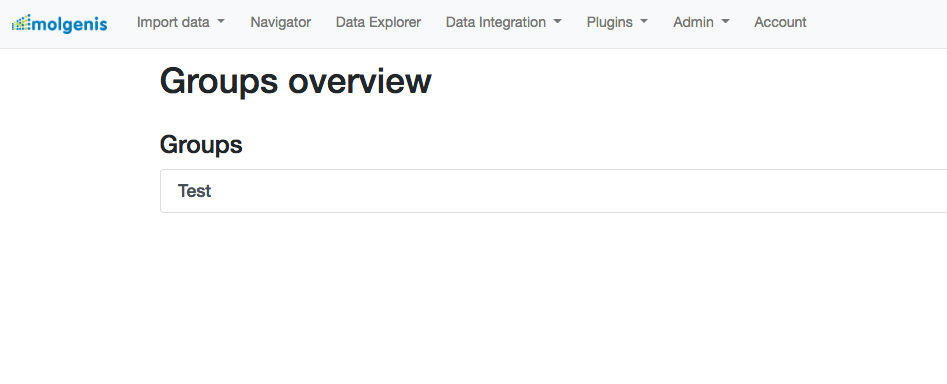 molgenis Import data Navigator Data Explorer Data Integration Plugins Admin Account
Groups overview
Groups
Test